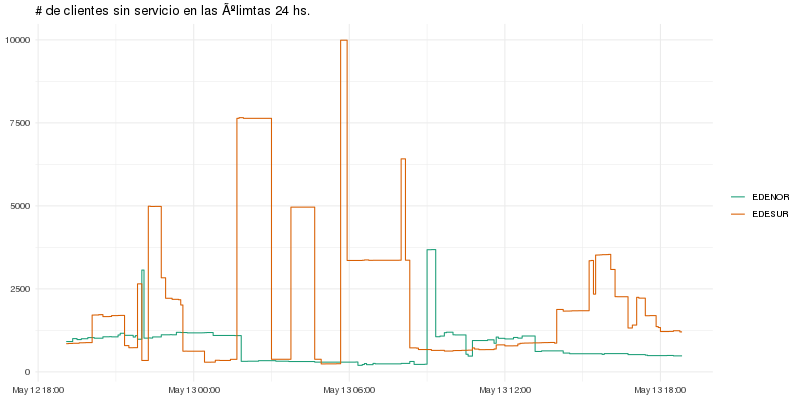 # de clientes sin servicio en las Ãºlimtas 24 hs.
10000
7500
5000
2500
0
May 12 18:00
May 13 00:00
May 13 06:00
May 13 12:00
May 13 18:00
EDENOR
EDESUR